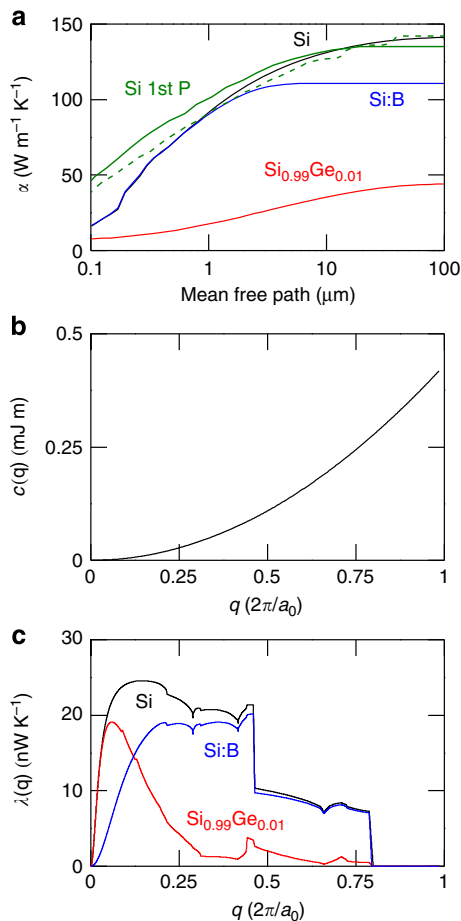 a
150
100
50
0
α (W m⁻¹ K⁻¹)
Si 1st P
Si
Si:B
Si₀.₉₉Ge₀.₀₁
0.1
1
10
100
Mean free path (μm)
b
0.5
0.25
0
c(q) (mJ m)
0
0.25
0.5
0.75
1
q (2π/a₀)
c
30
20
10
0
λ(q) (nW K⁻¹)
Si
Si:B
Si₀.₉₉Ge₀.₀₁
0
0.25
0.5
0.75
1
q (2π/a₀)